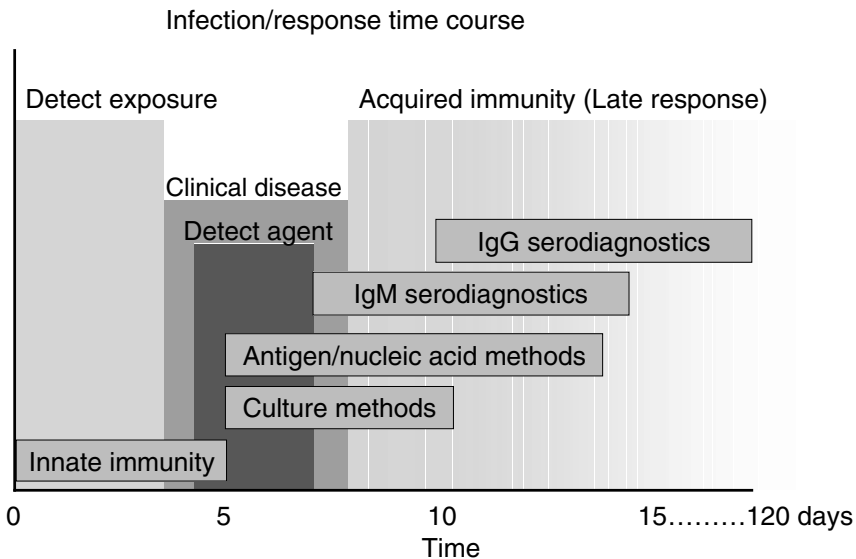 Infection/response time course
Detect exposure
Acquired immunity (Late response)
Clinical disease
Detect agent
IgG serodiagnostics
IgM serodiagnostics
Antigen/nucleic acid methods
Culture methods
Innate immunity
0 5 10 15.........120 days
Time